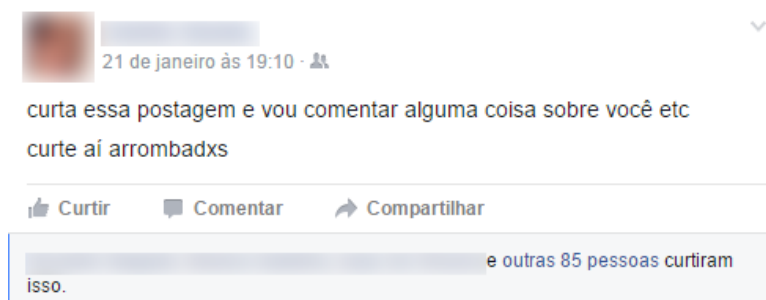 21 de janeiro às 19:10 ·
curta essa postagem e vou comentar alguma coisa sobre você etc
curte aí arrombadxs
Curtir Comentar Compartilhar
e outras 85 pessoas curtiram
isso.